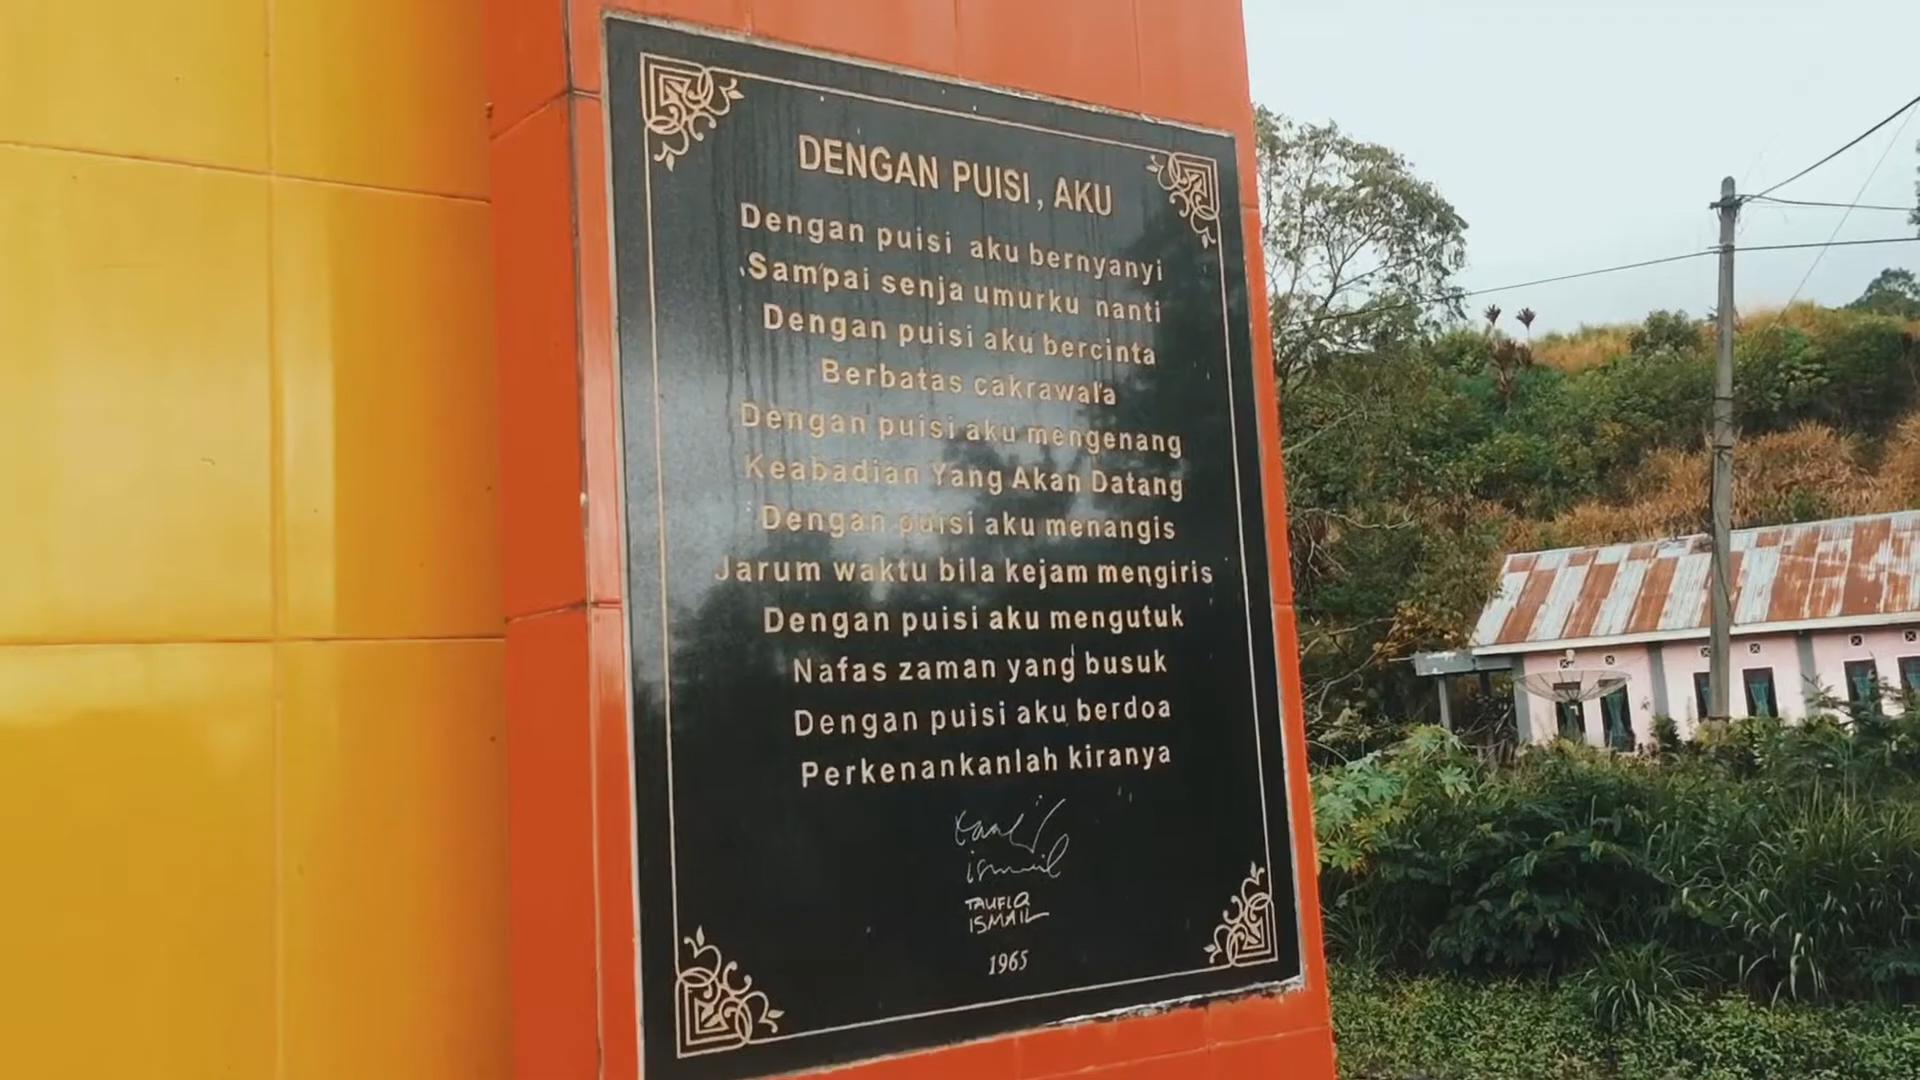 DENGAN PUISI, AKU
Dengan puisi aku bernyanyi
Sampai senja umurku nanti
Dengan puisi aku bercinta
Berbatas cakrawala
Dengan puisi aku mengenang
Keabadian Yang Akan Datang
Dengan puisi aku menangis
Jarum waktu bila kejam mengiris
Dengan puisi aku mengutuk
Nafas zaman yang busuk
Dengan puisi aku berdoa
Perkenankanlah kiranya
ismail
TAUFIQ
ISMAIL
1965